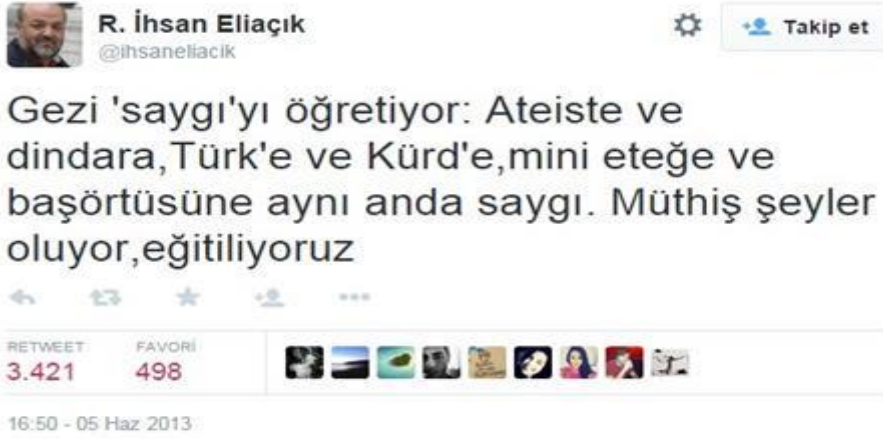 R. İhsan Eliaçık
@ihsaneliacik
Takip et
Gezi 'saygı'yı öğretiyor: Ateiste ve
dindara,Türk'e ve Kürd'e,mini eteğe ve
başörtüsüne aynı anda saygı. Müthiş şeyler
oluyor,eğitiliyoruz
RETWEET FAVORİ
3.421 498
16:50 - 05 Haz 2013